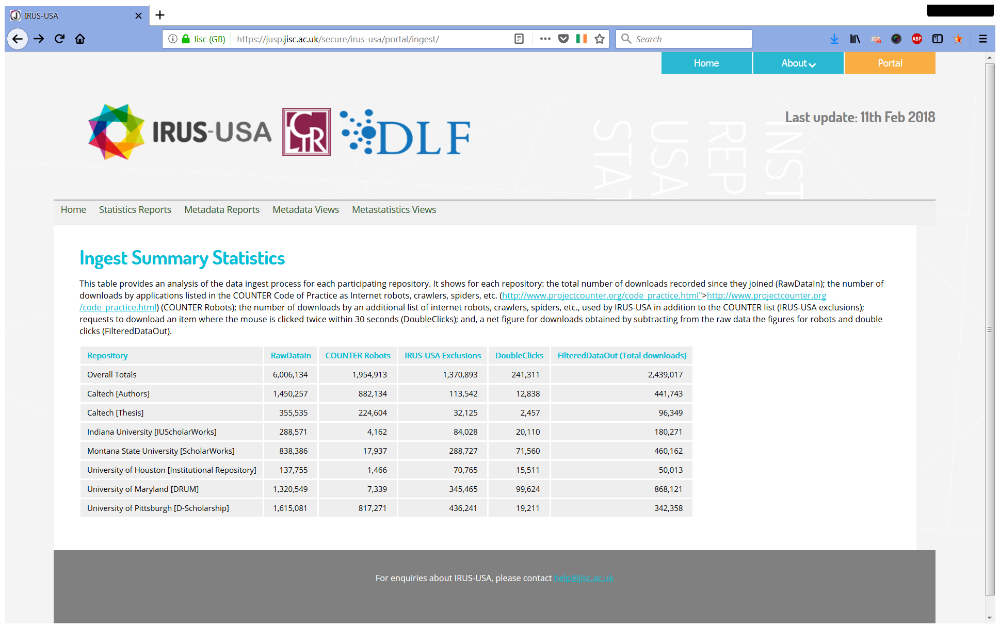 IRUS-USA
Jisc (GB) https://jusp.jisc.ac.uk/secure/irus-usa/portal/ingest/ Search ABP
Home About Portal
IRUS-USA CLIR DLF
Last update: 11th Feb 2018
INST
REP
USA
STAT
Home Statistics Reports Metadata Reports Metadata Views Metastatistics Views
Ingest Summary Statistics
This table provides an analysis of the data ingest process for each participating repository. It shows for each repository: the total number of downloads recorded since they joined (RawDataIn); the number of
downloads by applications listed in the COUNTER Code of Practice as Internet robots, crawlers, spiders, etc. (http://www.projectcounter.org/code_practice.html">http://www.projectcounter.org
/code_practice.html) (COUNTER Robots); the number of downloads by an additional list of internet robots, crawlers, spiders, etc., used by IRUS-USA in addition to the COUNTER list (IRUS-USA exclusions);
requests to download an item where the mouse is clicked twice within 30 seconds (DoubleClicks); and, a net figure for downloads obtained by subtracting from the raw data the figures for robots and double
clicks (FilteredDataOut).
Repository RawDataIn COUNTER Robots IRUS-USA Exclusions DoubleClicks FilteredDataOut (Total downloads)
Overall Totals 6,006,134 1,954,913 1,370,893 241,311 2,439,017
Caltech [Authors] 1,450,257 882,134 113,542 12,838 441,743
Caltech [Thesis] 355,535 224,604 32,125 2,457 96,349
Indiana University [IUScholarWorks] 288,571 4,162 84,028 20,110 180,271
Montana State University [ScholarWorks] 838,386 17,937 288,727 71,560 460,162
University of Houston [Institutional Repository] 137,755 1,466 70,765 15,511 50,013
University of Maryland [DRUM] 1,320,549 7,339 345,465 99,624 868,121
University of Pittsburgh [D-Scholarship] 1,615,081 817,271 436,241 19,211 342,358
For enquiries about IRUS-USA, please contact help@jisc.ac.uk